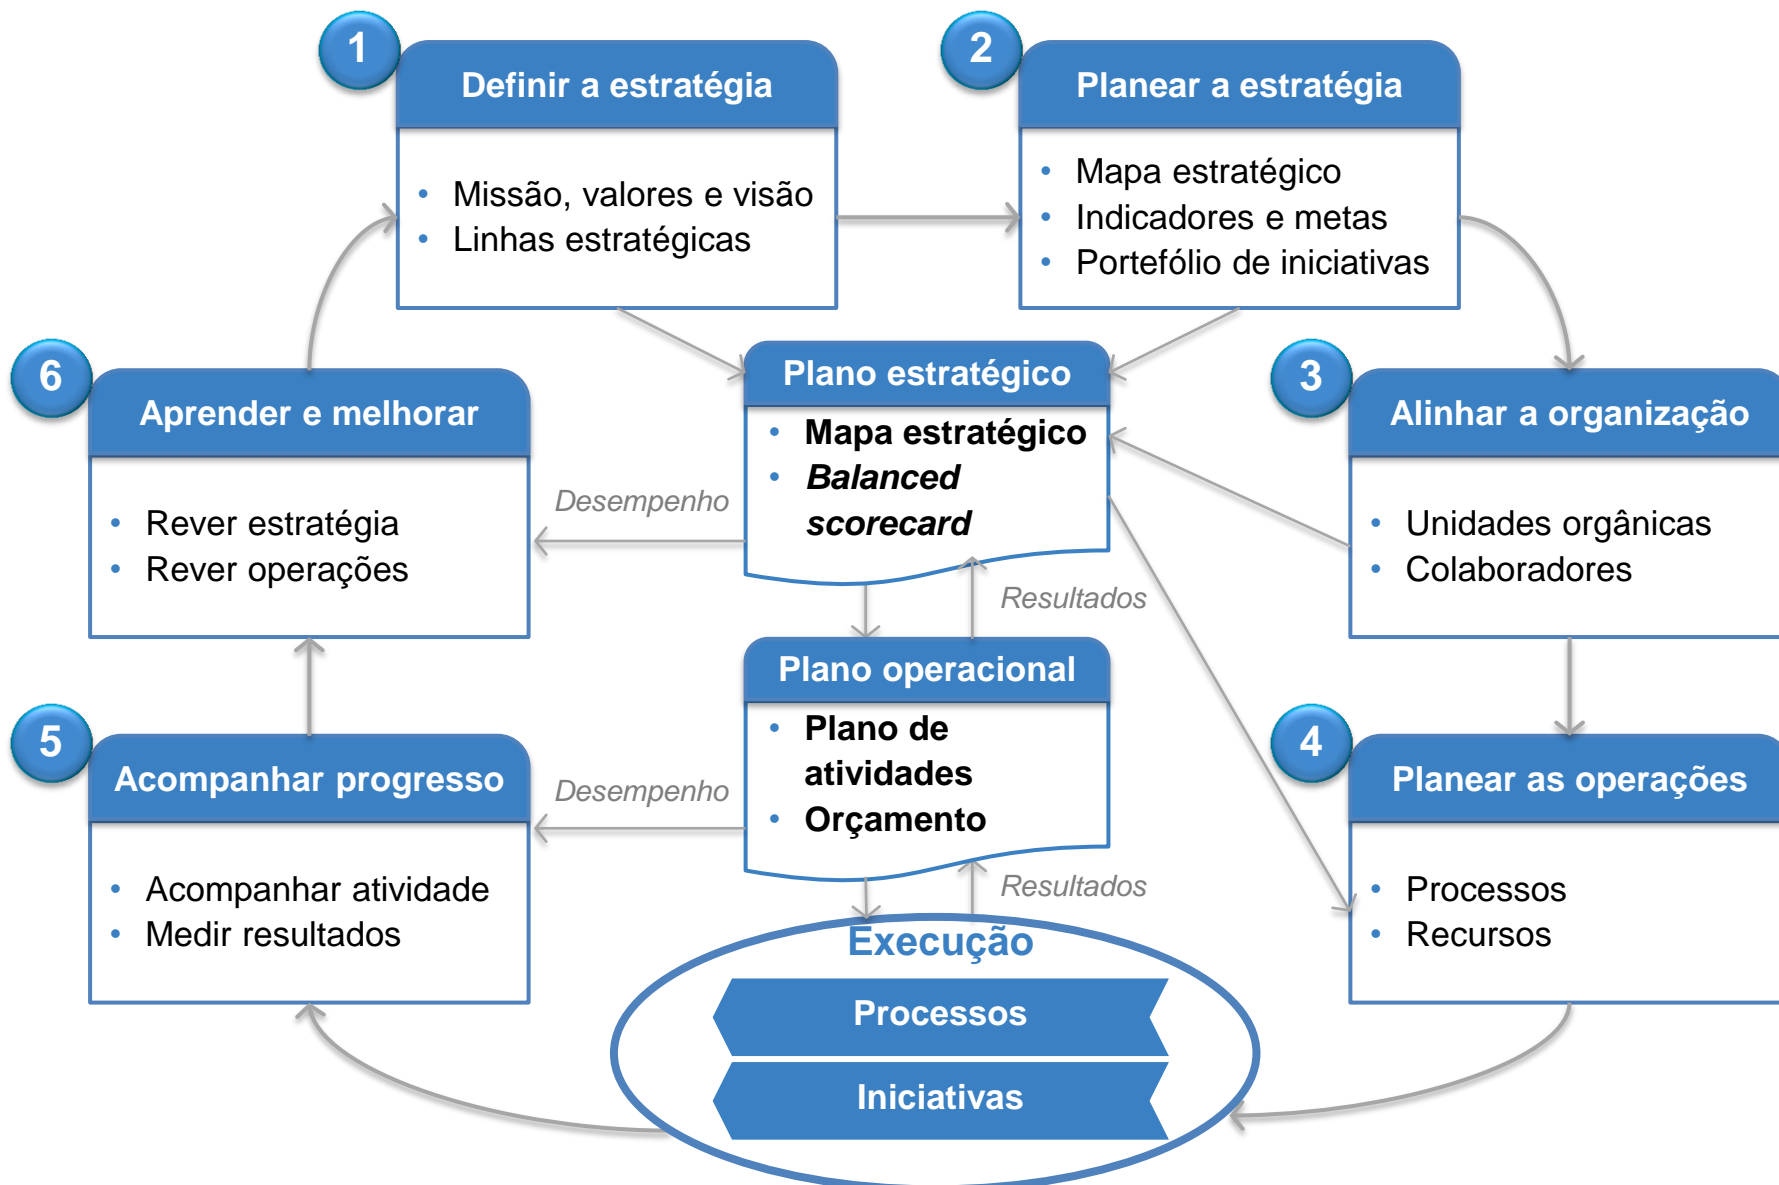 1
Definir a estratégia
• Missão, valores e visão
• Linhas estratégicas
2
Planear a estratégia
• Mapa estratégico
• Indicadores e metas
• Portefólio de iniciativas
3
Alinhar a organização
• Unidades orgânicas
• Colaboradores
4
Planear as operações
• Processos
• Recursos
5
Acompanhar progresso
• Acompanhar atividade
• Medir resultados
6
Aprender e melhorar
• Rever estratégia
• Rever operações
Plano estratégico
• Mapa estratégico
• Balanced
scorecard
Desempenho
Resultados
Plano operacional
• Plano de
atividades
• Orçamento
Desempenho
Resultados
Execução
Processos
Iniciativas